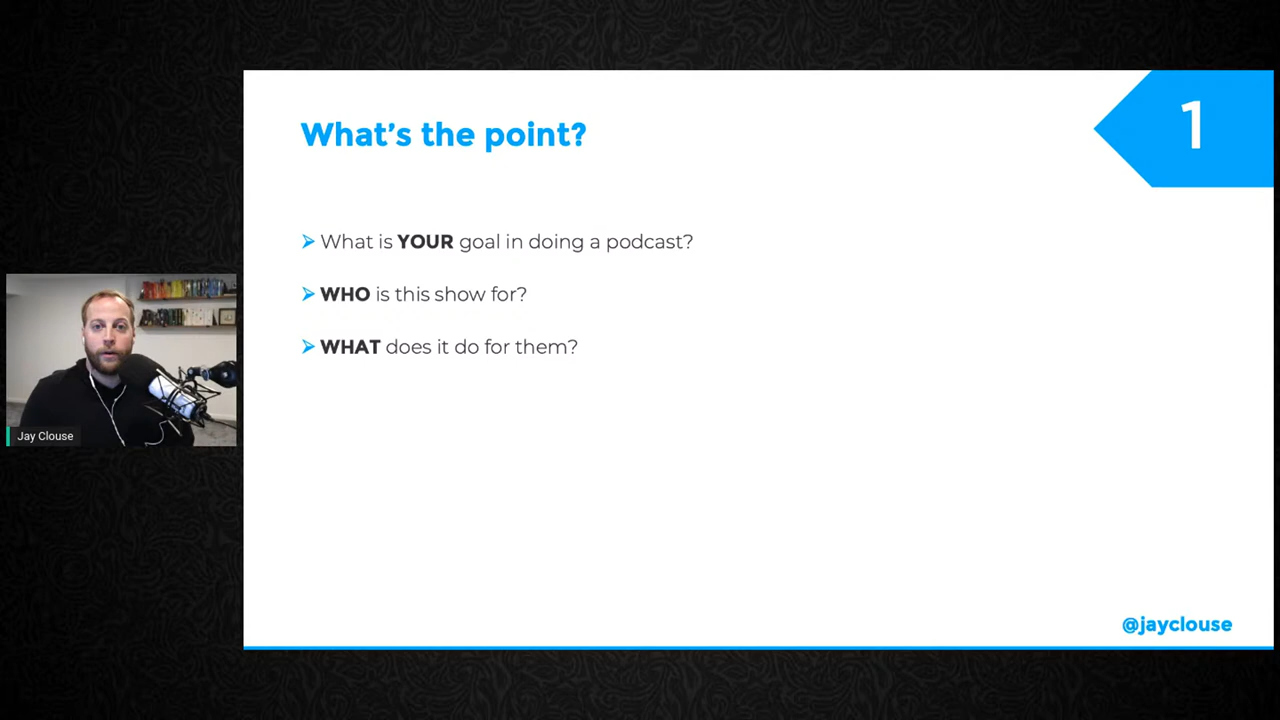 What's the point?
1
What is YOUR goal in doing a podcast?
WHO is this show for?
WHAT does it do for them?
Jay Clouse
@jayclouse